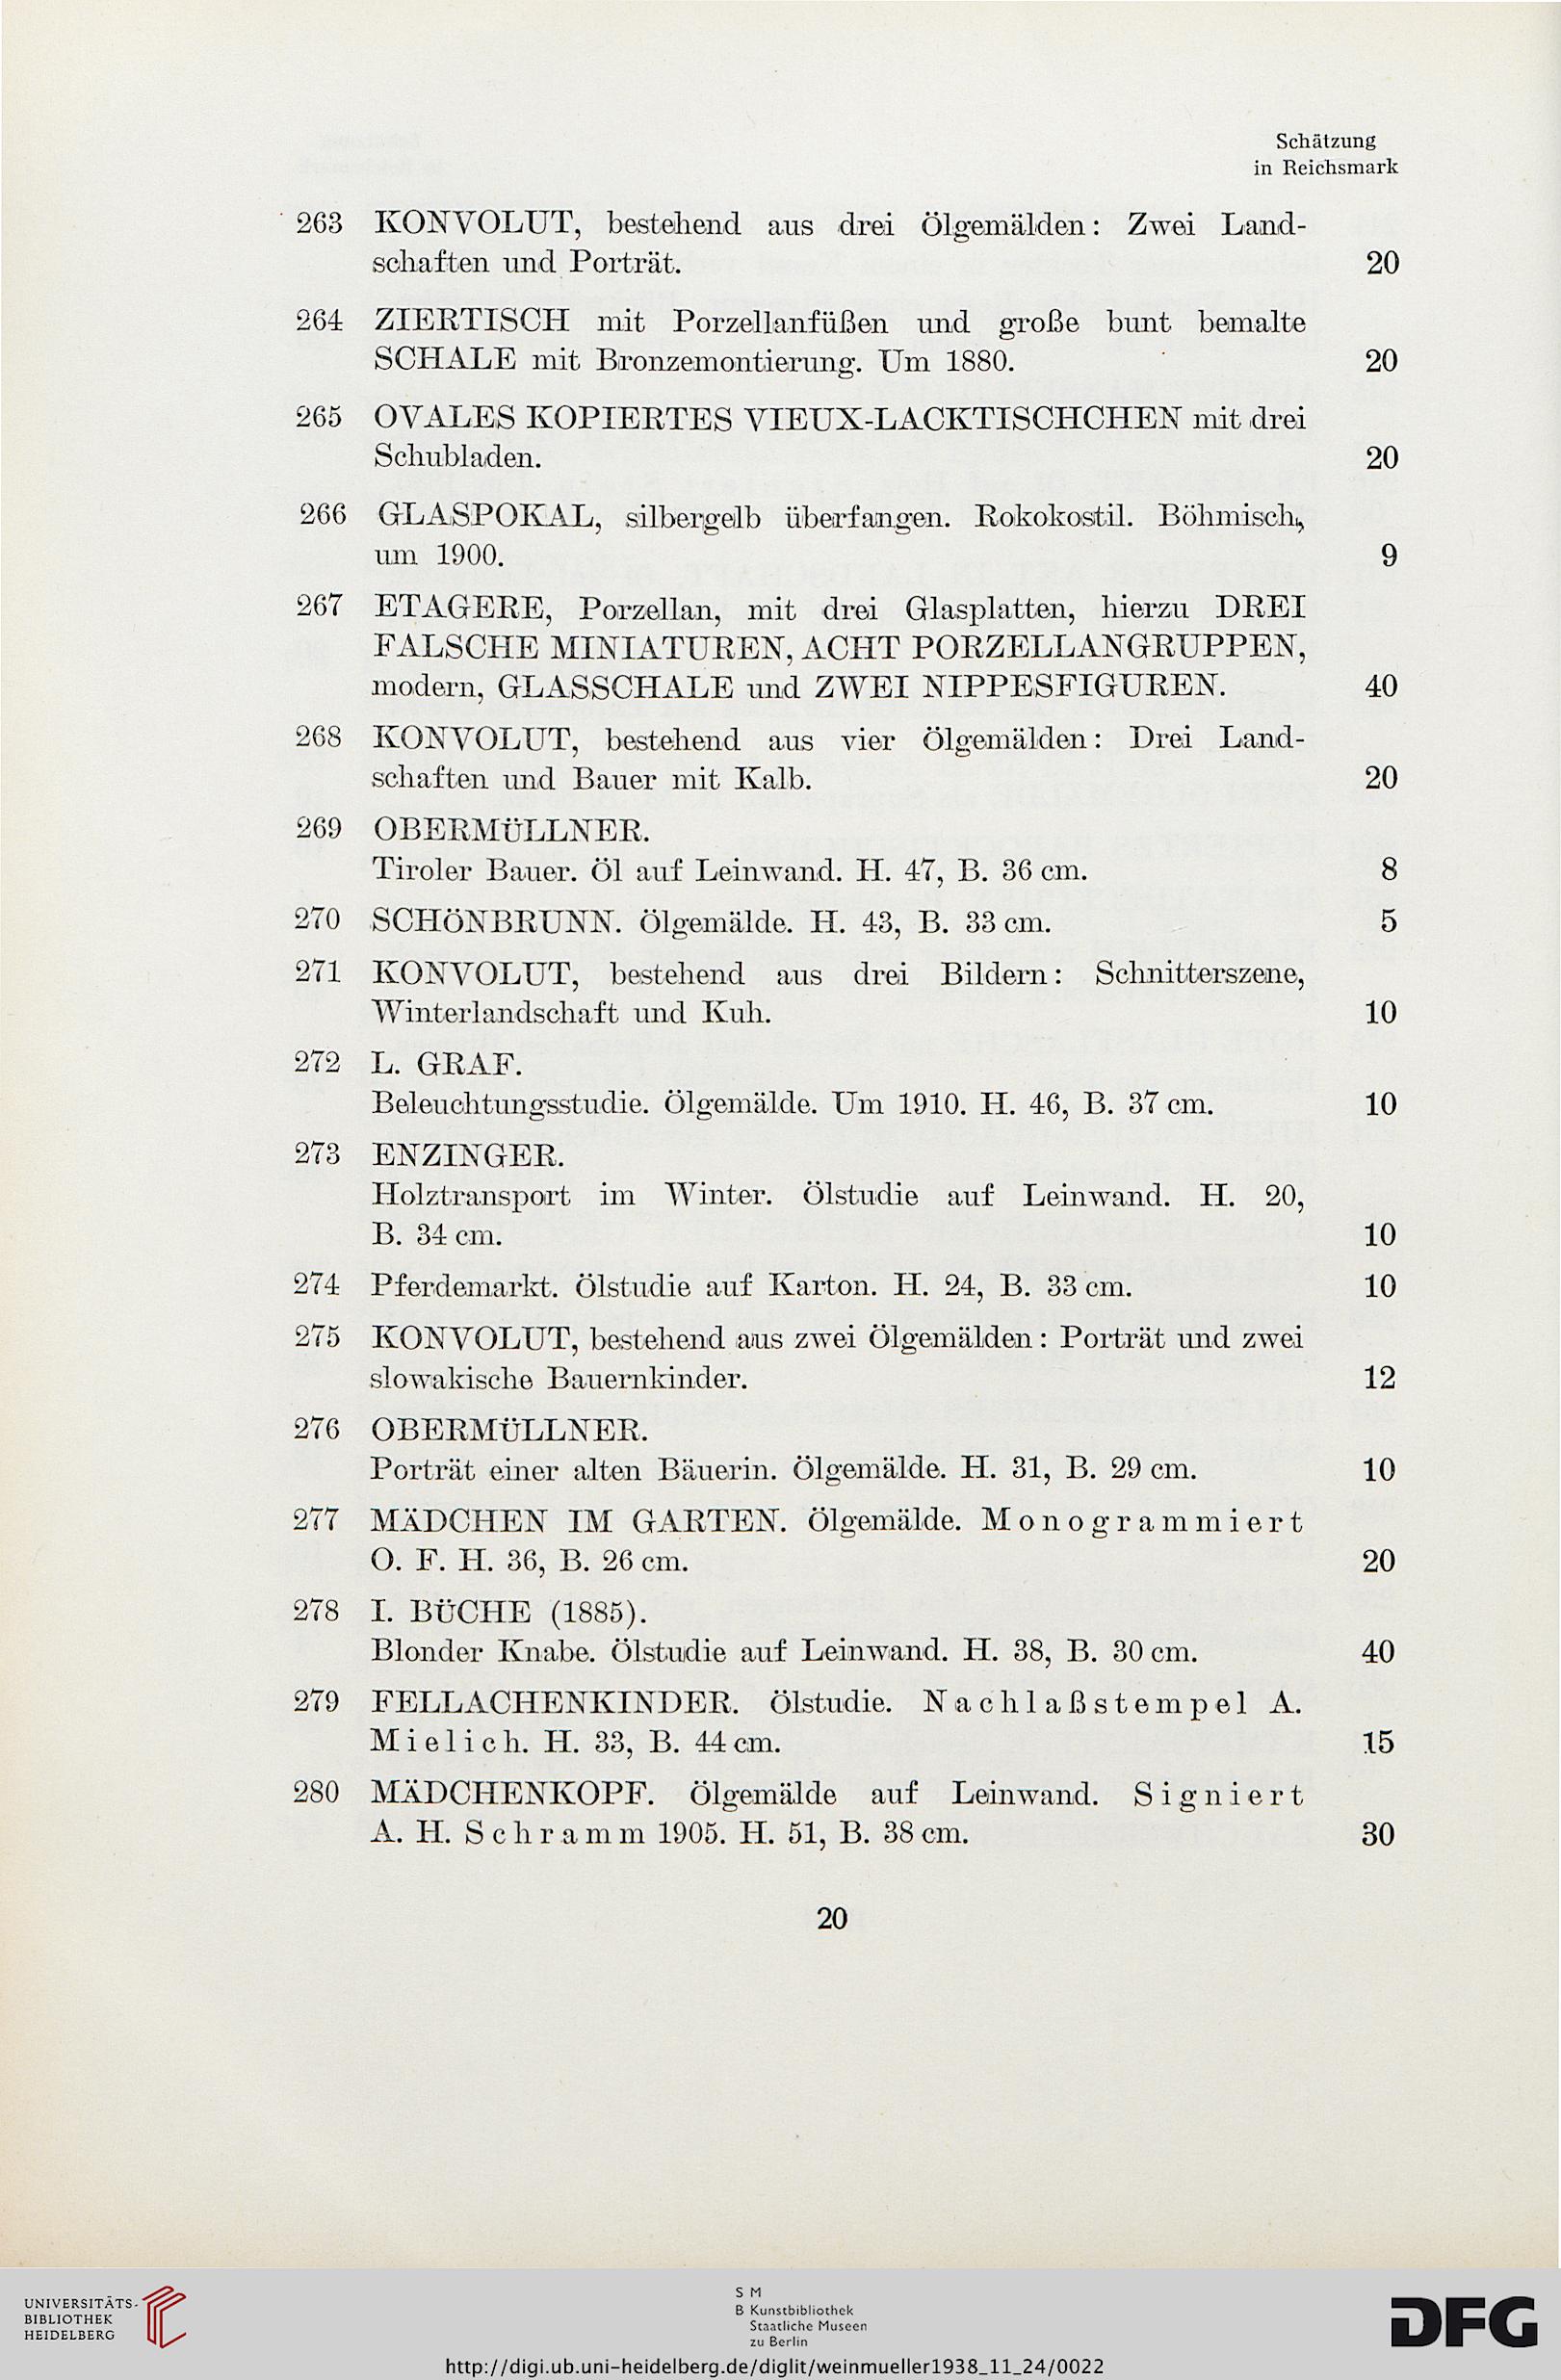 Schätzung
in Reichsmark
263 KONVOLUT, bestehend aus drei Ölgemälden: Zwei Land-
schaften und Porträt. 20
264 ZIERTISCH mit Porzellanfüßen und große bunt bemalte
SCHALE mit Bronzemontierung. Um 1880. 20
265 OVALES KOPIERTES VIEUX-LACKTISCHCHEN mit drei
Schubladen. 20
266 GLASPOKAL, silbergelb überfangen. Rokokostil. Böhmisch,
um 1900. 9
267 ETAGERE, Porzellan, mit drei Glasplatten, hierzu DREI
FALSCHE MINIATUREN, ACHT PORZELLANGRUPPEN,
modern, GLASSCHALE und ZWEI NIPPESFIGUREN. 40
268 KONVOLUT, bestehend aus vier Ölgemälden: Drei Land-
schaften und Bauer mit Kalb. 20
269 OBERMÜLLNER.
Tiroler Bauer. Öl auf Leinwand. H. 47, B. 36 cm. 8
270 SCHÖNBRUNN. Ölgemälde. H. 43, B. 33 cm. 5
271 KONVOLUT, bestehend aus drei Bildern: Schnitterszene,
Winterlandschaft und Kuh. 10
272 L. GRAF.
Beleuchtungsstudie. Ölgemälde. Um 1910. H. 46, B. 37 cm. 10
273 ENZINGER.
Holztransport im Winter. Ölstudie auf Leinwand. H. 20,
B. 34 cm. 10
274 Pferdemarkt. Ölstudie auf Karton. H. 24, B. 33 cm. 10
275 KONVOLUT, bestehend aus zwei Ölgemälden: Porträt und zwei
slowakische Bauernkinder. 12
276 OBERMÜLLNER.
Porträt einer alten Bäuerin. Ölgemälde. H. 31, B. 29 cm. 10
277 MÄDCHEN IM GARTEN. Ölgemälde. Monogrammiert
O. F. H. 36, B. 26 cm. 20
278 I. BÜCHE (1885).
Blonder Knabe. Ölstudie auf Leinwand. H. 38, B. 30 cm. 40
279 FELLACHENKINDER. Ölstudie. Nachlaßstempel A.
Mielich. H. 33, B. 44 cm. 15
280 MÄDCHENKOPF. Ölgemälde auf Leinwand. Signiert
A. H. Schramm 1905. H. 51, B. 38 cm. 30
20
UNIVERSITÄTS-
BIBLIOTHEK
HEIDELBERG
S M
B Kunstbibliothek
Staatliche Museen
zu Berlin
DFG
http://digi.ub.uni-heidelberg.de/diglit/weinmueller1938_11_24/0022